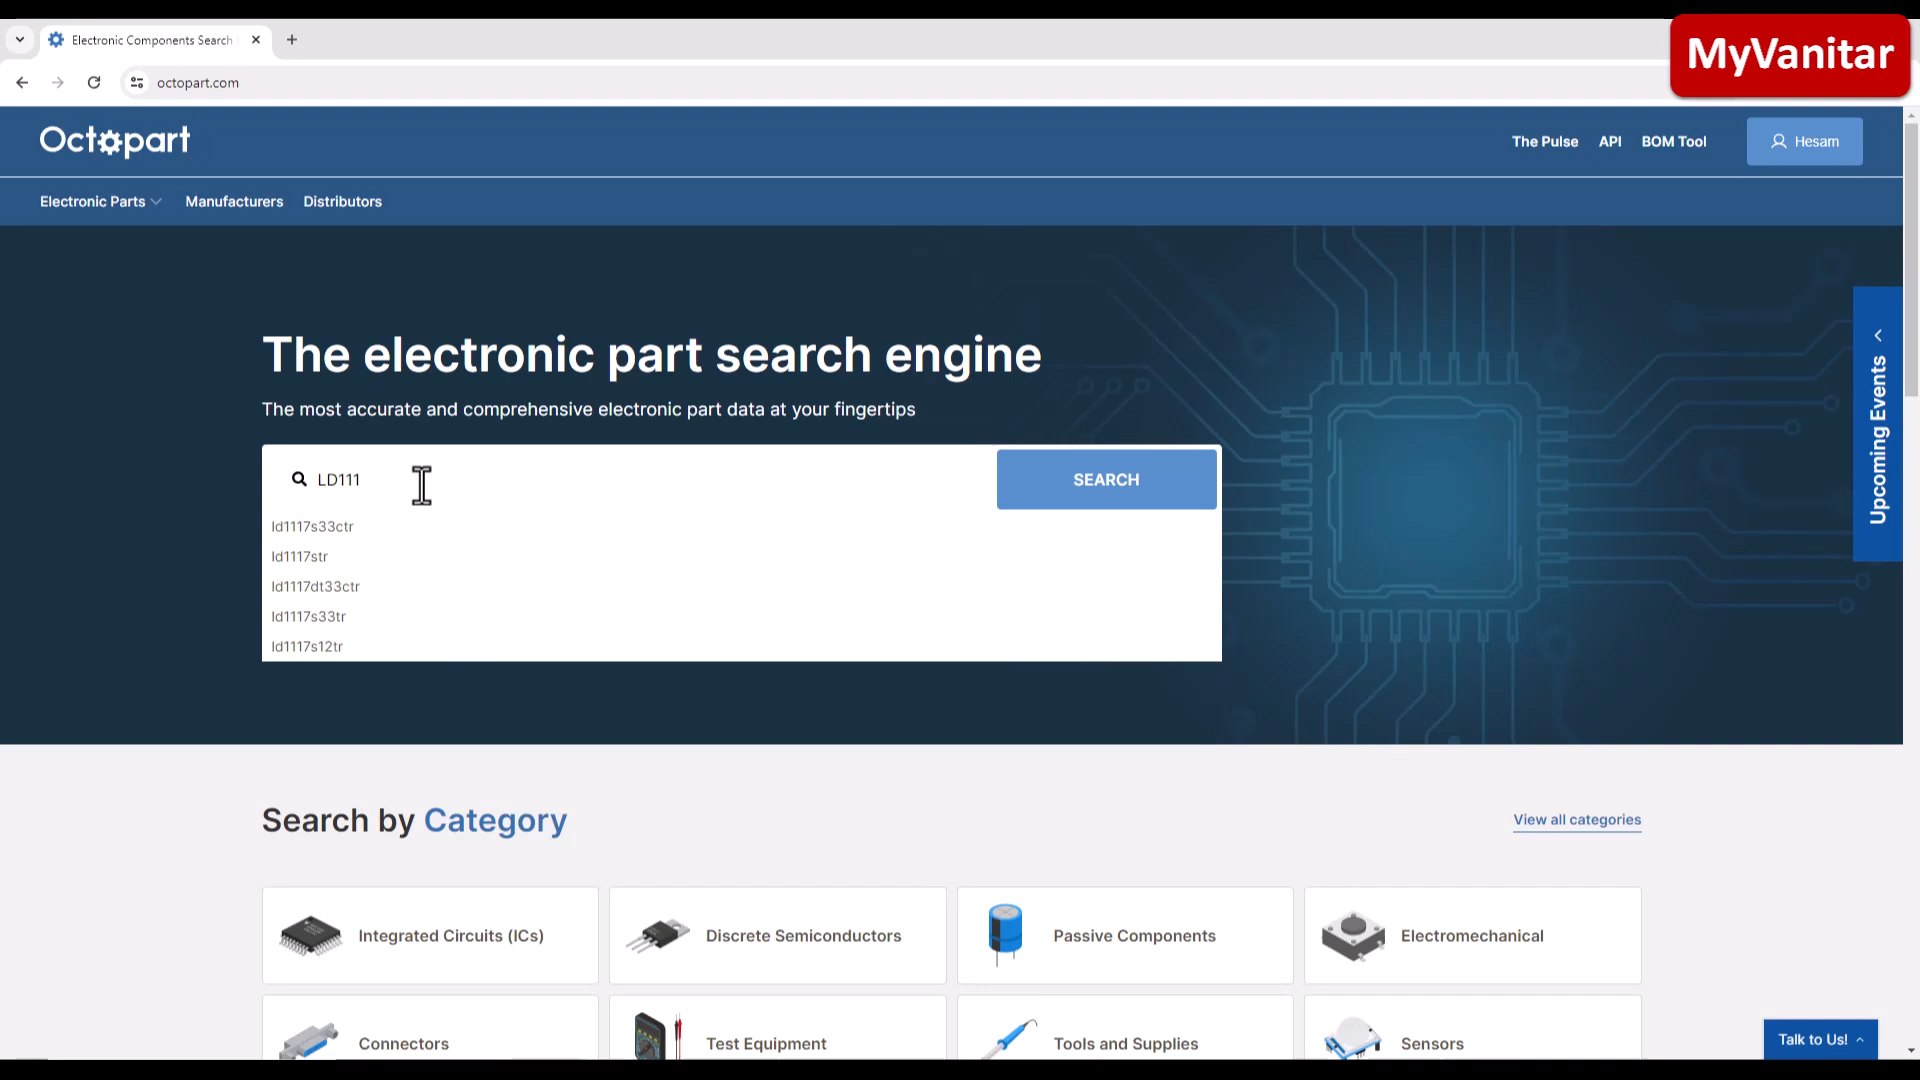 Electronic Components Search
MyVanitar
octopart.com
Octopart
The Pulse
API
BOM Tool
Hesam
Electronic Parts
Manufacturers
Distributors
The electronic part search engine
The most accurate and comprehensive electronic part data at your fingertips
LD111
SEARCH
ld1117s33ctr
ld1117str
ld1117dt33ctr
ld1117s33tr
ld1117s12tr
Upcoming Events
Search by Category
View all categories
Integrated Circuits (ICs)
Discrete Semiconductors
Passive Components
Electromechanical
Connectors
Test Equipment
Tools and Supplies
Sensors
Talk to Us!